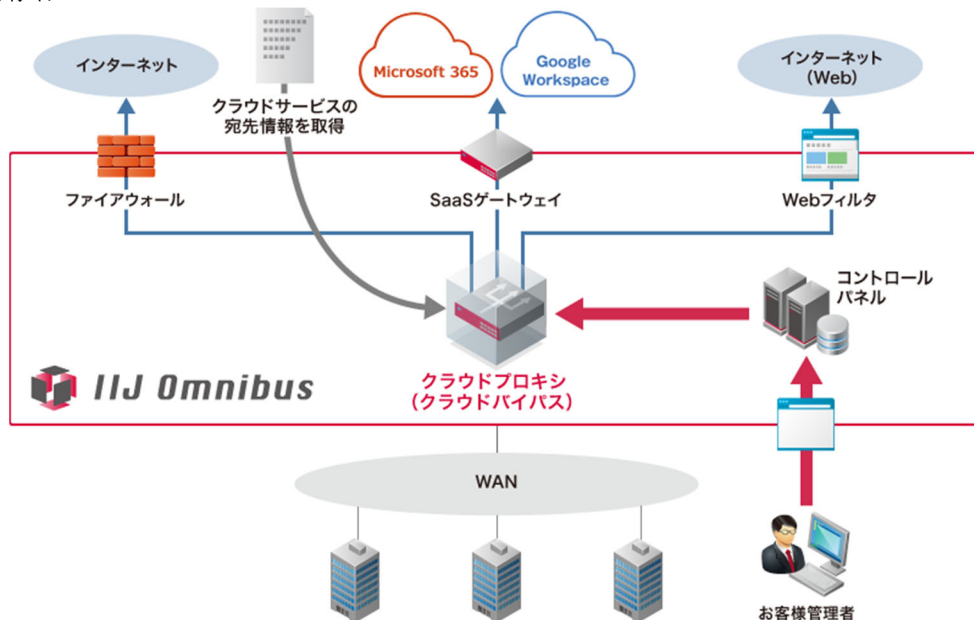 インターネット
クラウドサービスの
宛先情報を取得
Microsoft 365
Google
Workspace
インターネット
(Web)
ファイアウォール
SaaSゲートウェイ
Webフィルタ
コントロール
パネル
IIJ Omnibus
クラウドプロキシ
(クラウドバイパス)
WAN
お客様管理者